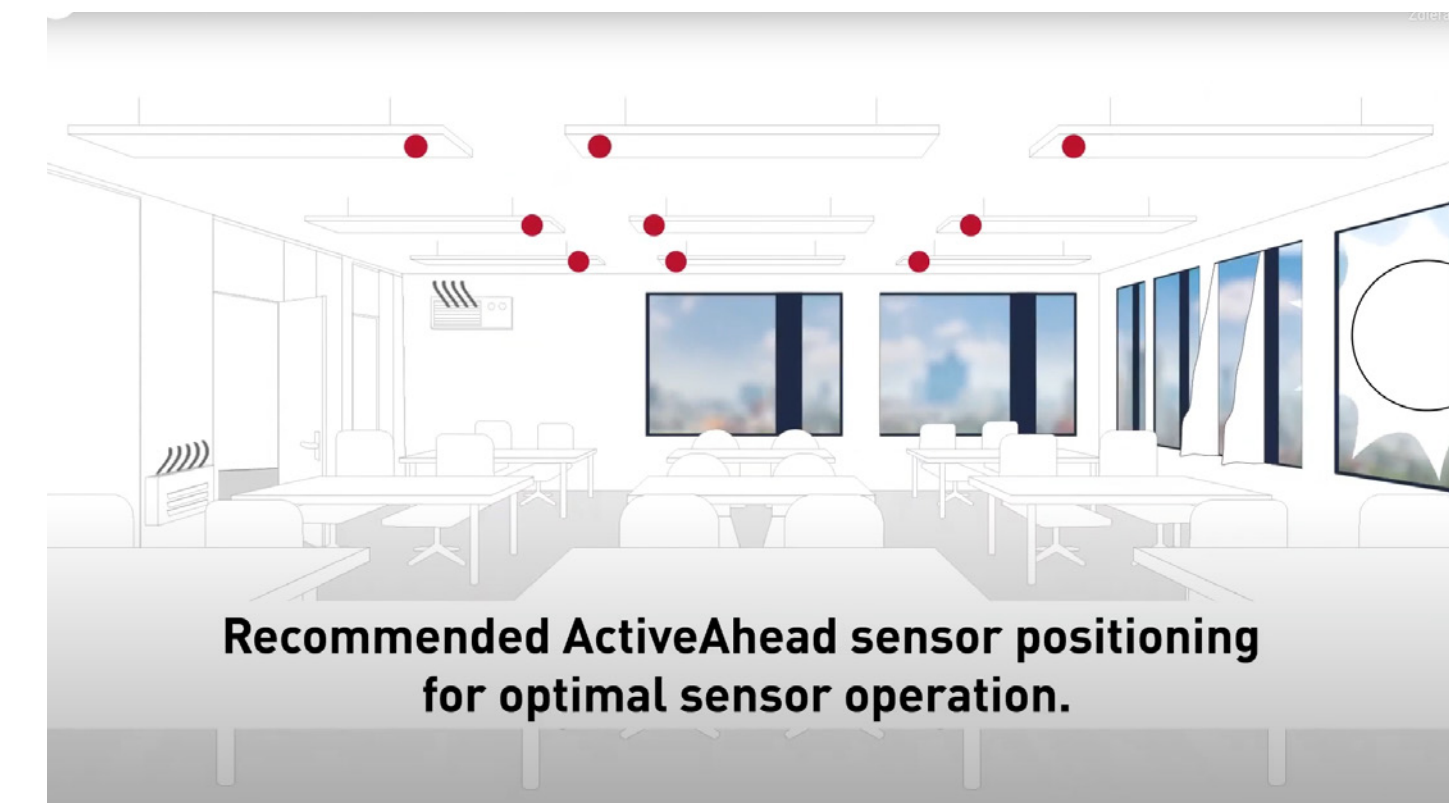 Recommended ActiveAhead sensor positioning
for optimal sensor operation.